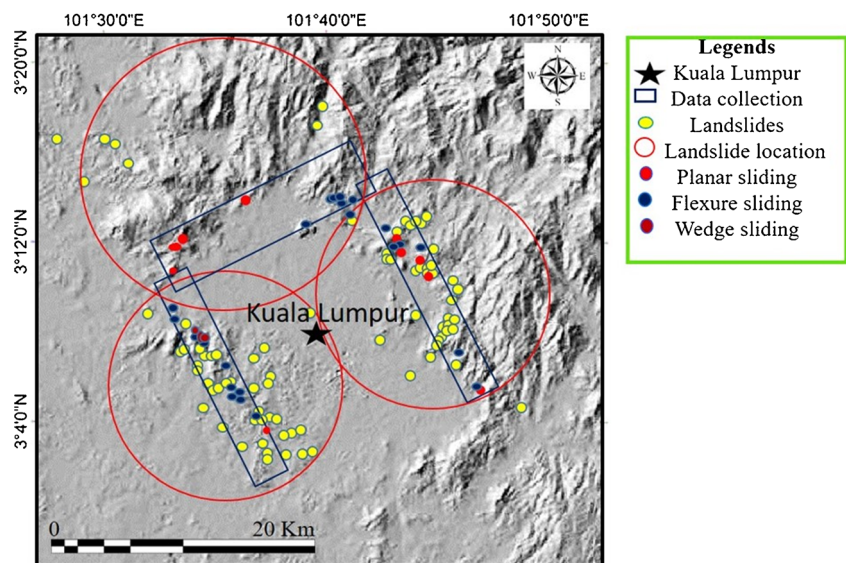 101°30'0"E 101°40'0"E 101°50'0"E
3°20'0"N
3°12'0"N
3°4'0"N
N
W E
S
Kuala Lumpur
0 20 Km
Legends
Kuala Lumpur
Data collection
Landslides
Landslide location
Planar sliding
Flexure sliding
Wedge sliding